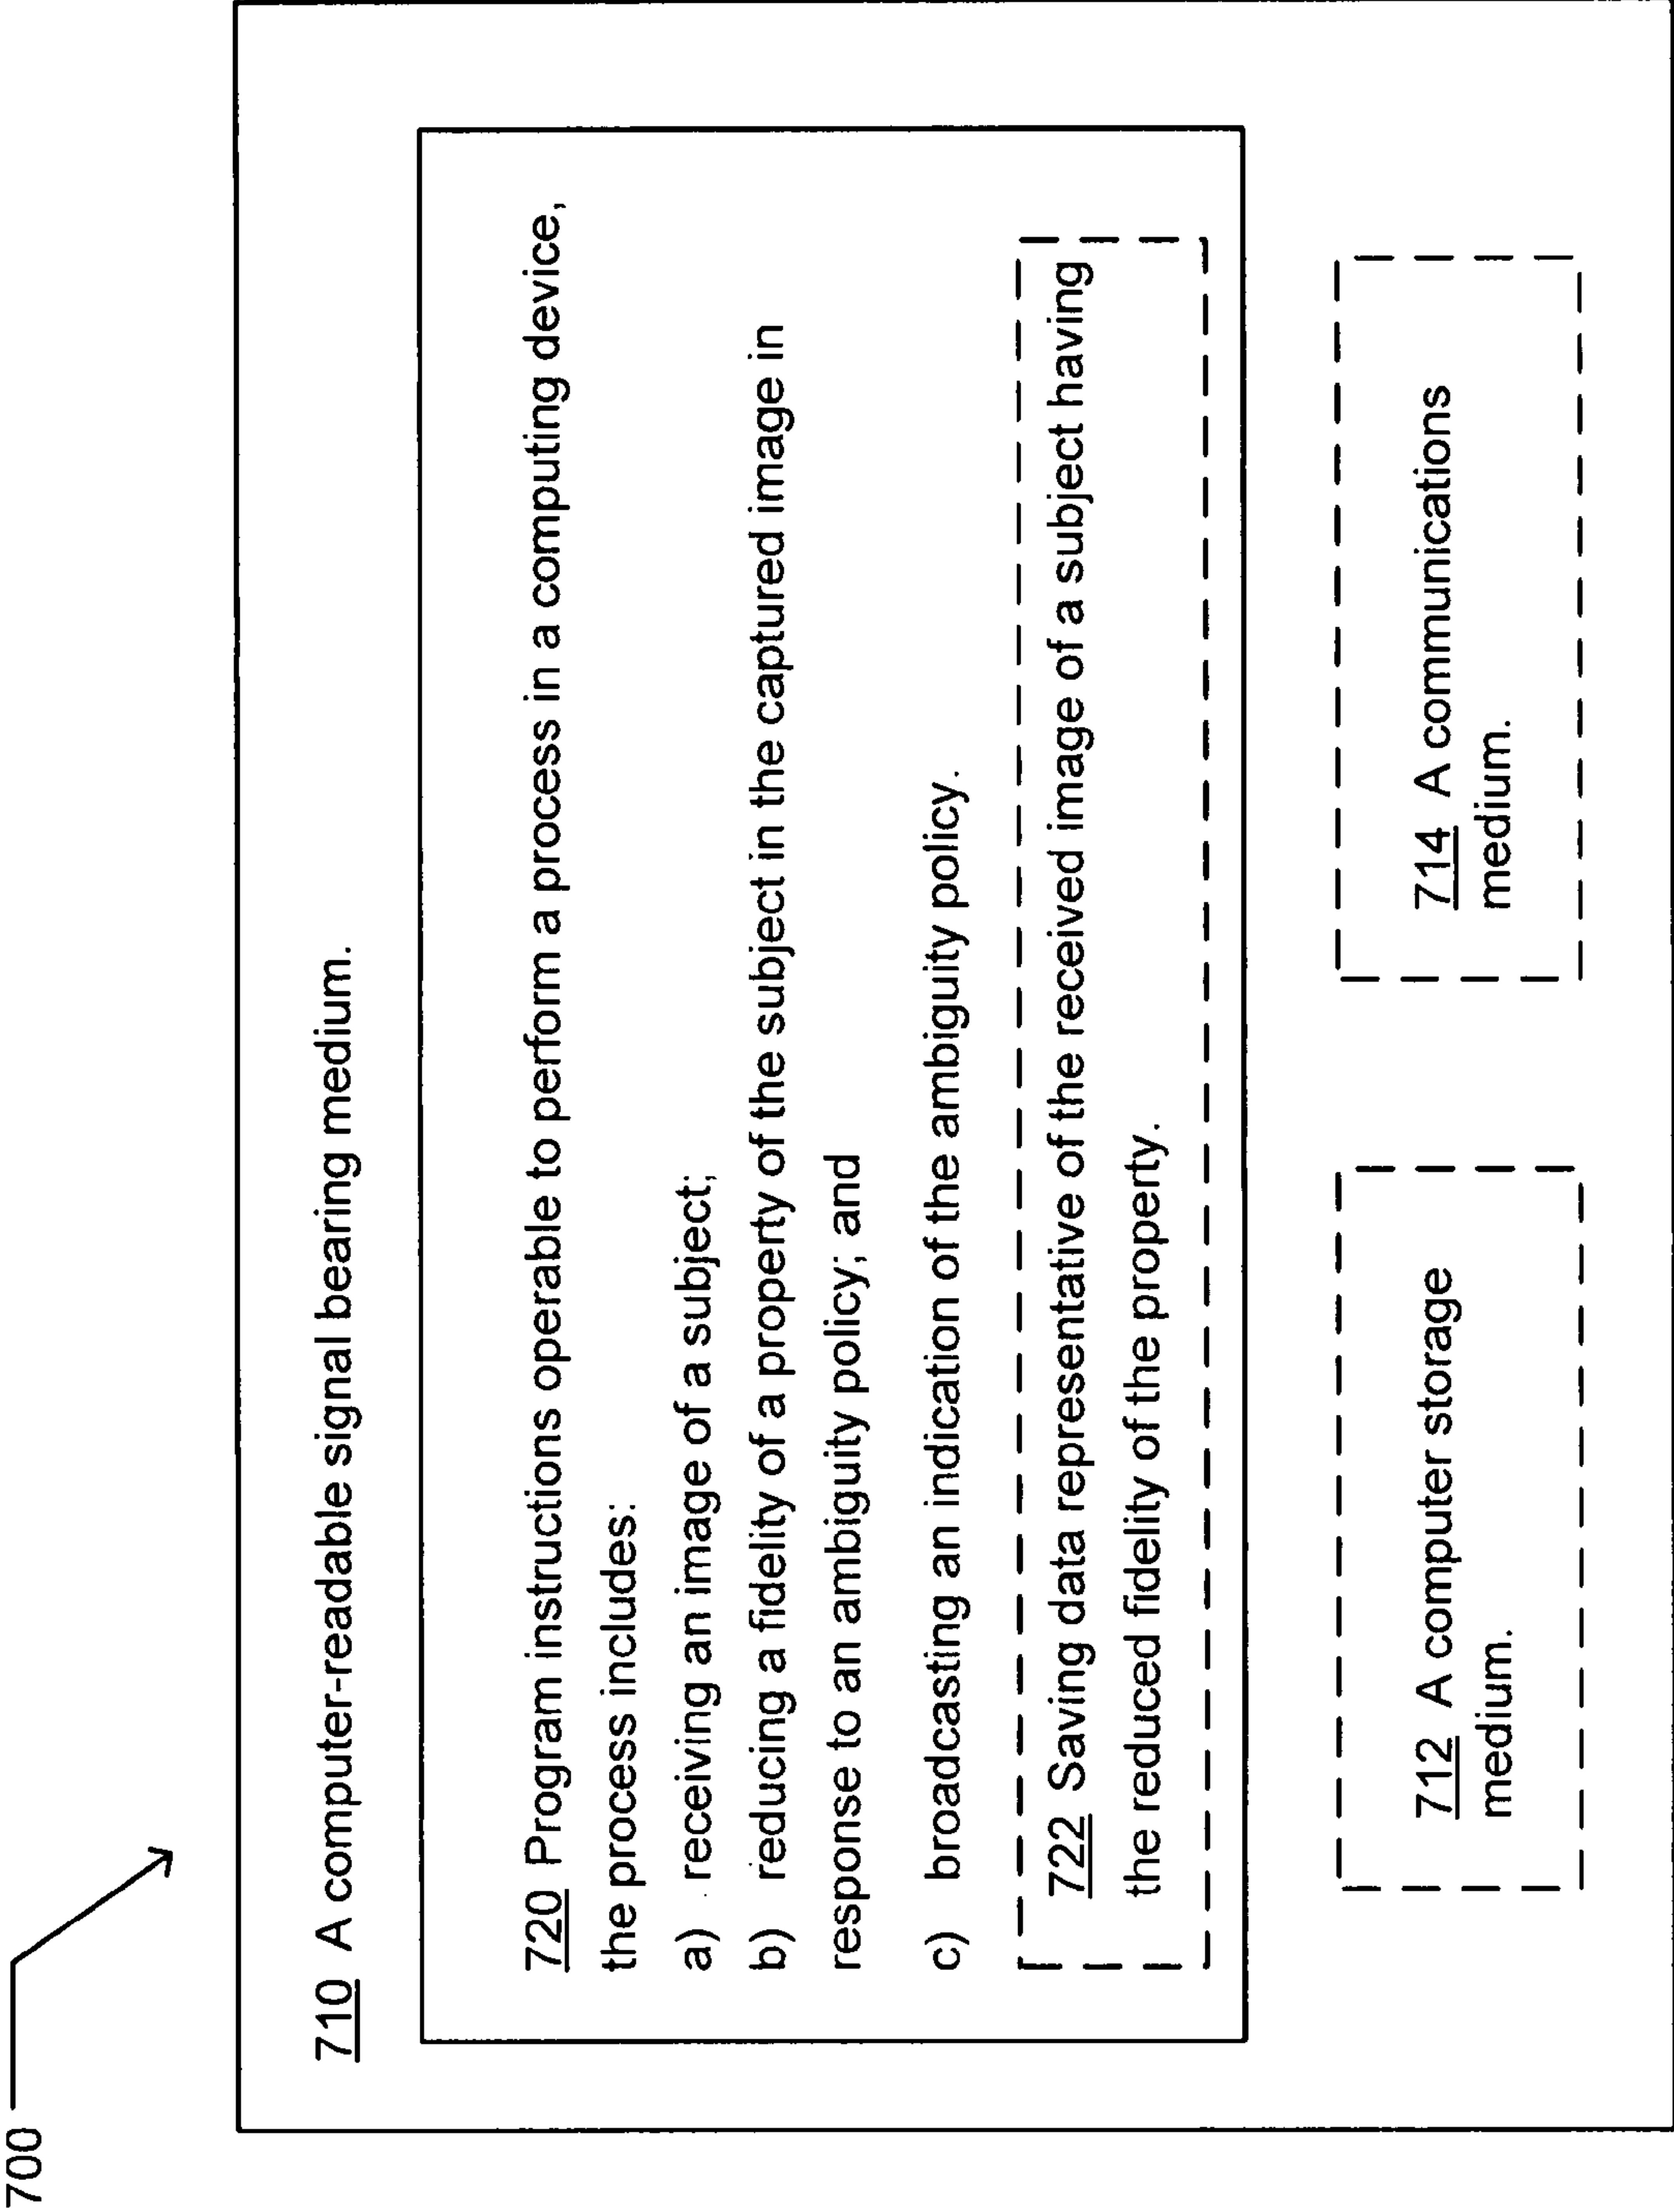 700
710 A computer-readable signal bearing medium.
720 Program instructions operable to perform a process in a computing device,
the process includes:
a) receiving an image of a subject;
b) reducing a fidelity of a property of the subject in the captured image in
response to an ambiguity policy; and
c) broadcasting an indication of the ambiguity policy.
722 Saving data representative of the received image of a subject having
the reduced fidelity of the property.
712 A computer storage
medium.
714 A communications
medium.